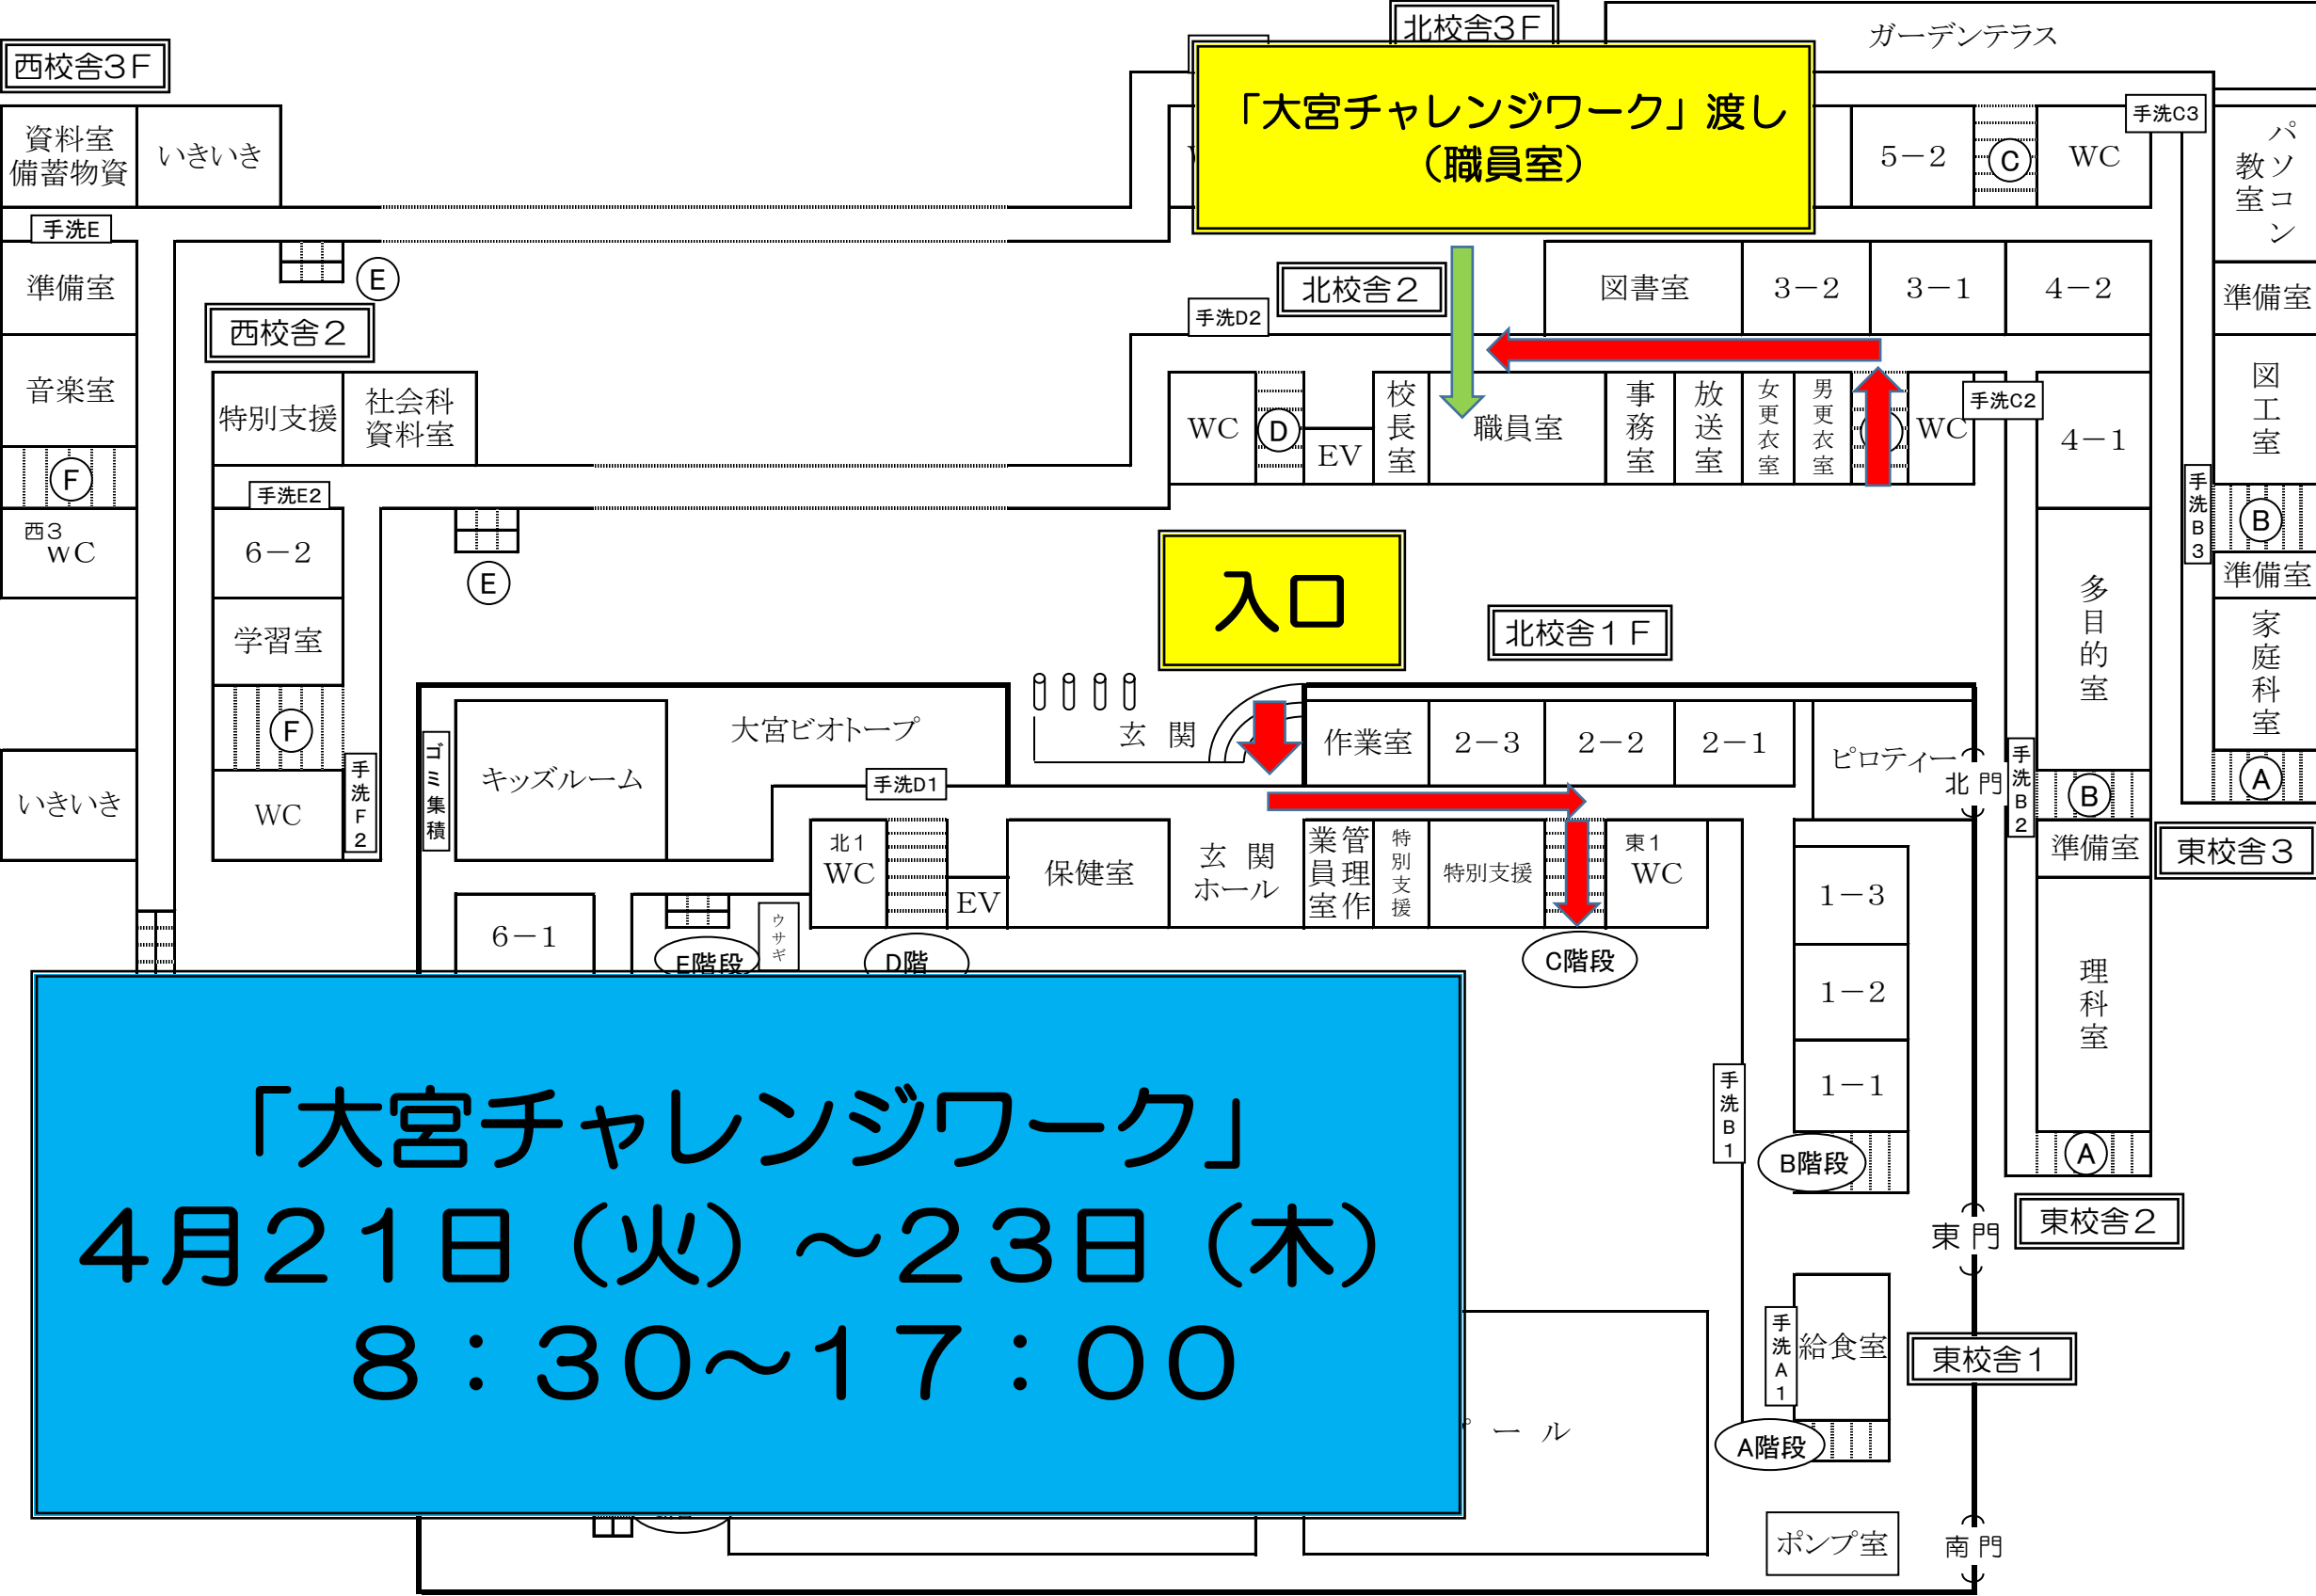 北校舎3F
ガーデンテラス
西校舎3F
「大宮チャレンジワーク」渡し
（職員室）
資料室
備蓄物資
いきいき
5－2
C
WC
手洗C3
パソコン
教室
手洗E
準備室
E
北校舎2
図書室
3－2
3－1
4－2
準備室
西校舎2
手洗D2
音楽室
特別支援
社会科
資料室
WC
D
EV
校長室
職員室
事務室
放送室
女更衣室
男更衣室
WC
手洗C2
4－1
図工室
F
手洗E2
手洗B3
B
西3
WC
6－2
E
入口
準備室
多目的室
北校舎1F
学習室
家庭科室
F
大宮ビオトープ
玄関
作業室
2－3
2－2
2－1
ピロティー
北門
手洗B2
A
いきいき
WC
手洗F2
ゴミ集積
キッズルーム
手洗D1
B
北1
WC
EV
保健室
玄関
ホール
管理作
業員室
特別支援
特別支援
東1
WC
準備室
東校舎3
1－3
6－1
ウサギ
E階段
D階
C階段
理科室
1－2
「大宮チャレンジワーク」
4月21日（火）～23日（木）
8：30～17：00
手洗B1
1－1
B階段
A
東門
東校舎2
手洗A1
給食室
東校舎1
ール
A階段
ポンプ室
南門